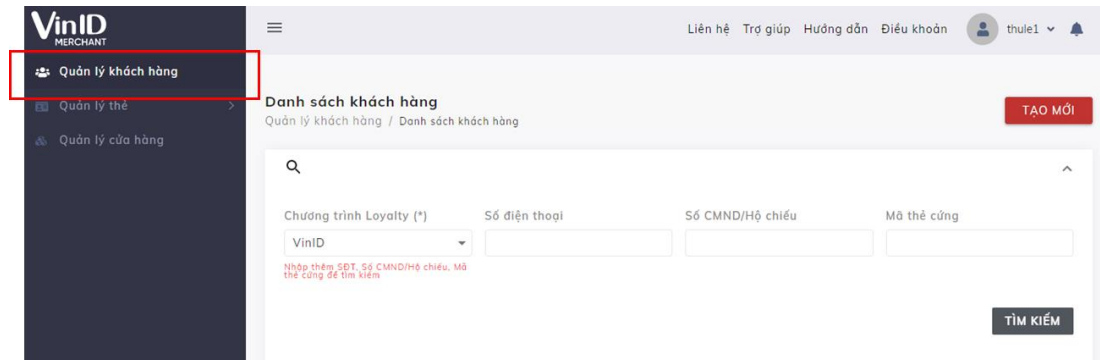 VinID
MERCHANT
Liên hệ Trợ giúp Hướng dẫn Điều khoản thule1
Quản lý khách hàng
Quản lý thẻ
Quản lý cửa hàng
Danh sách khách hàng
Quản lý khách hàng / Danh sách khách hàng
TẠO MỚI
Chương trình Loyalty (*) Số điện thoại Số CMND/Hộ chiếu Mã thẻ cứng
VinID
Nhập thêm SĐT, Số CMND/Hộ chiếu, Mã
thẻ cứng để tìm kiếm
TÌM KIẾM